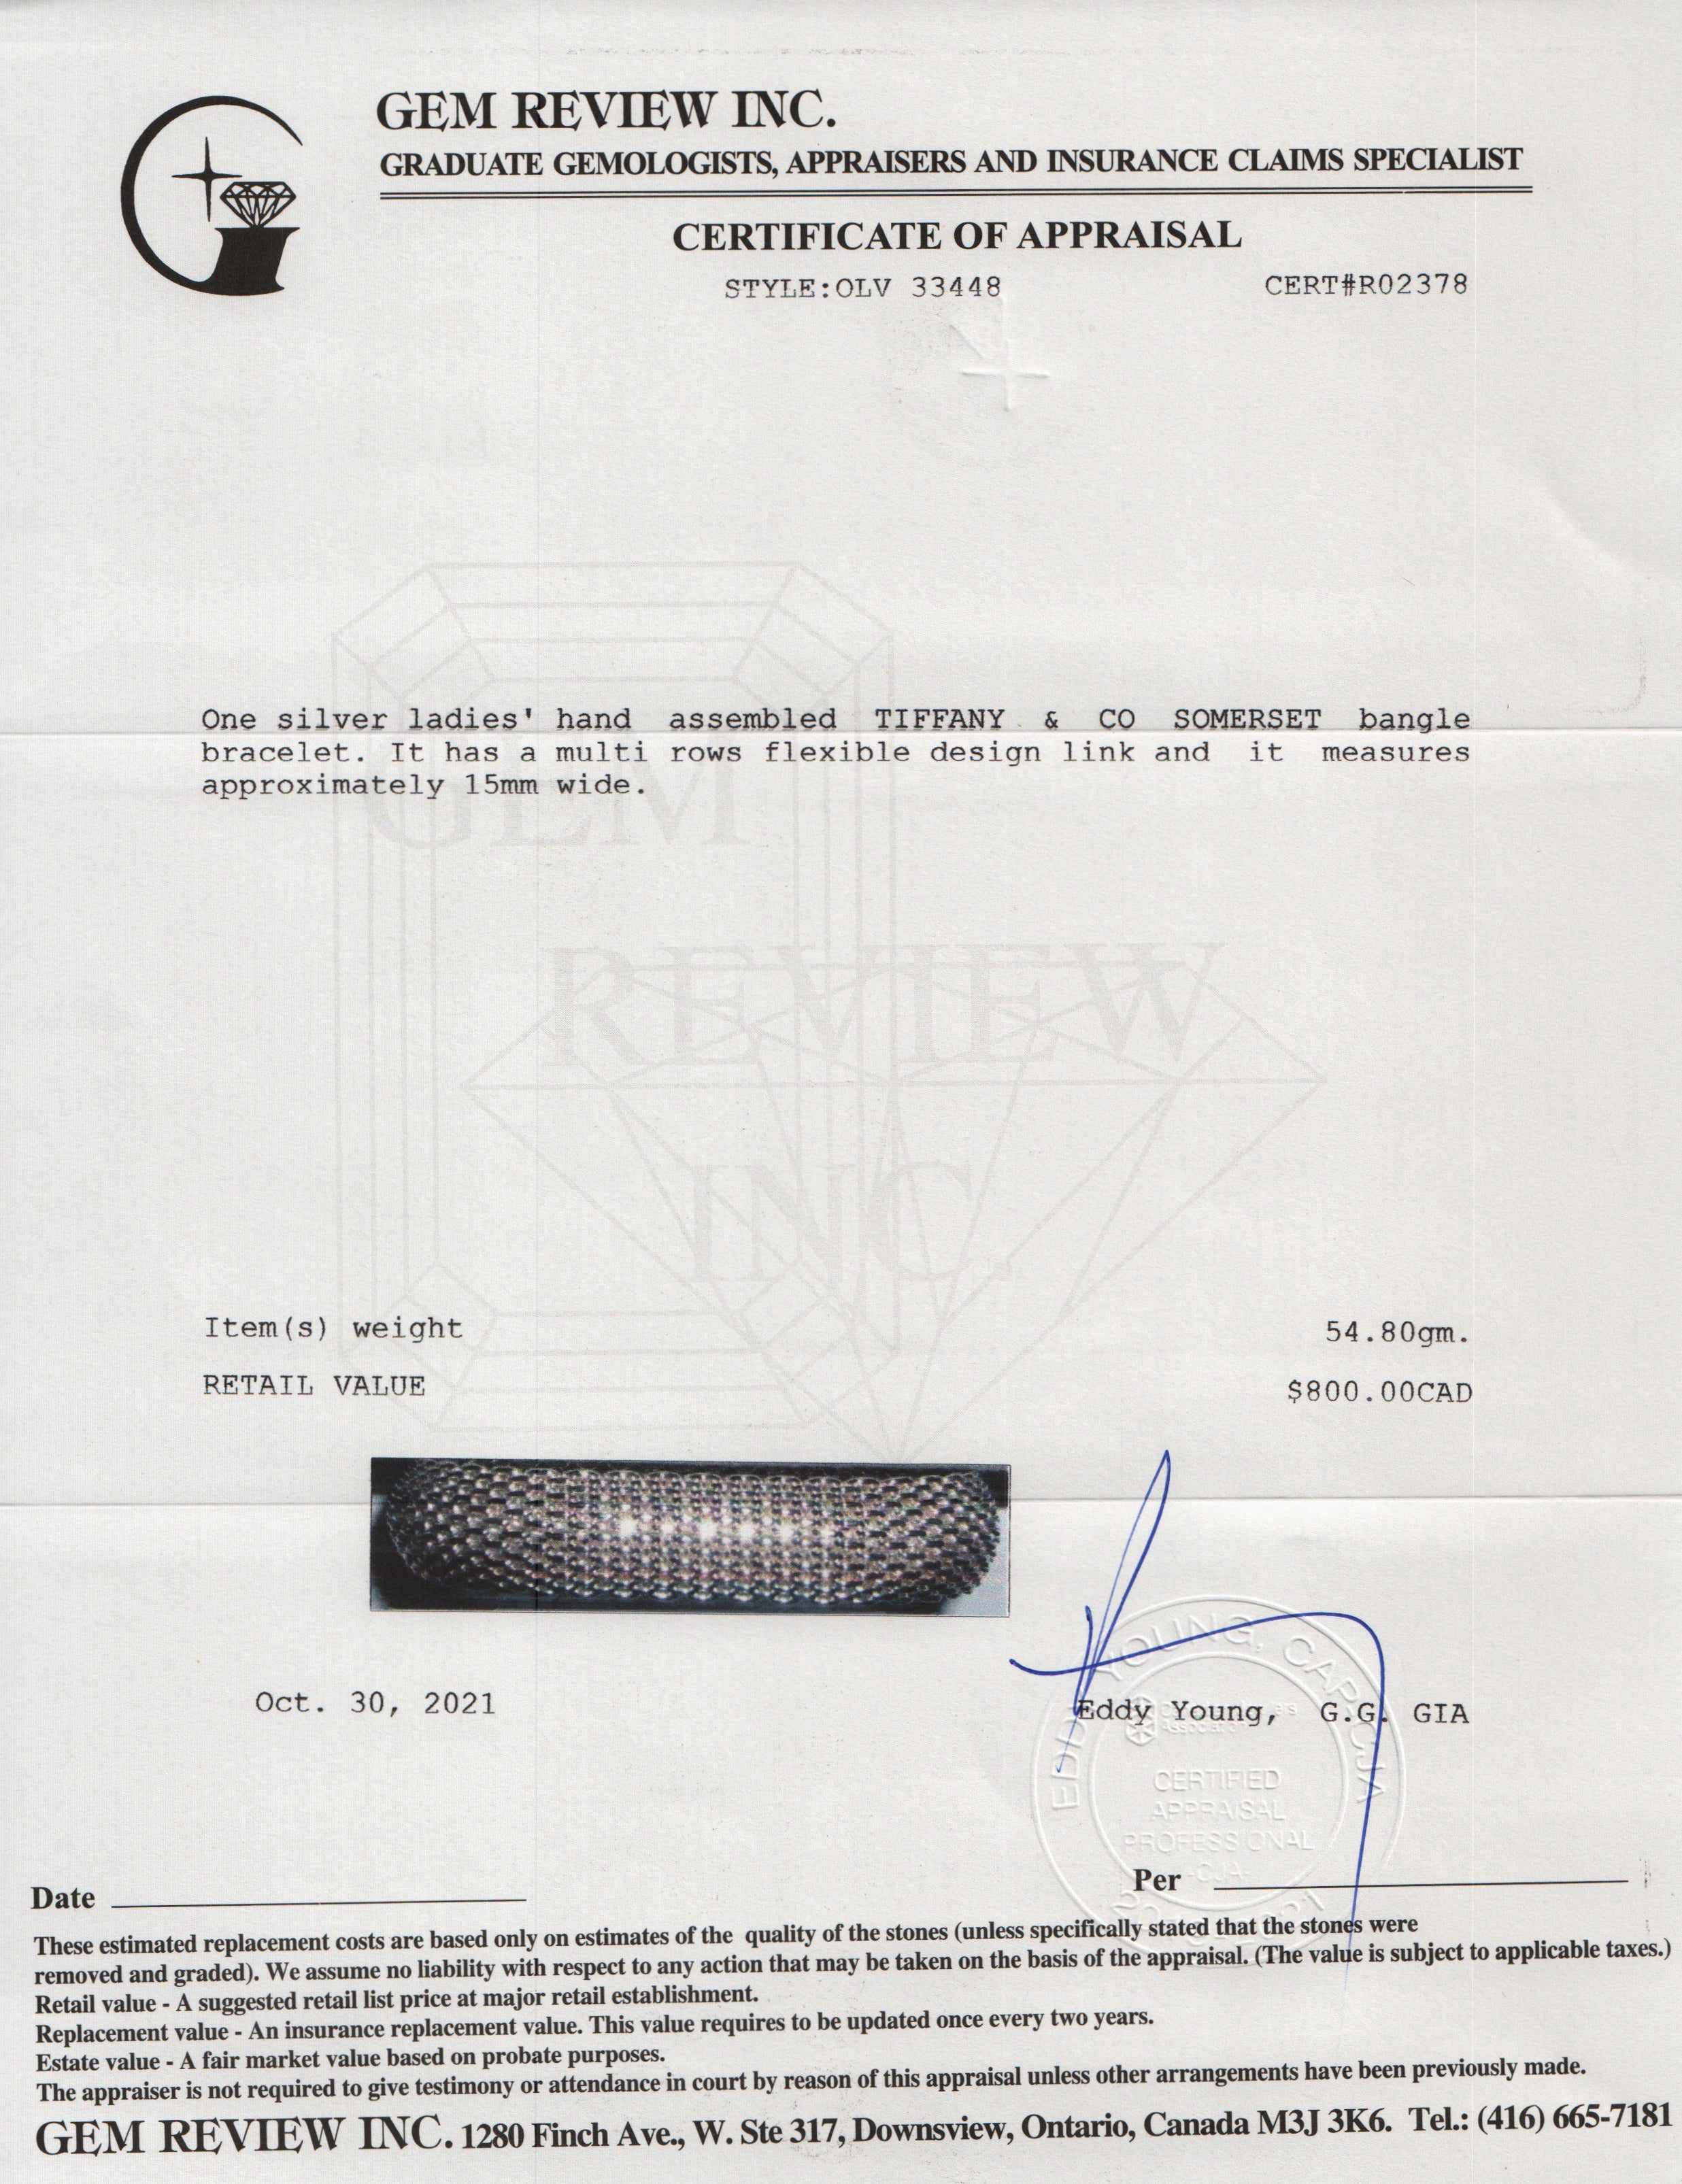 GEM REVIEW INC.
GRADUATE GEMOLOGISTS, APPRAISERS AND INSURANCE CLAIMS SPECIALIST
CERTIFICATE OF APPRAISAL
STYLE:OLV 33448 CERT#R02378
One silver ladies' hand assembled TIFFANY & CO SOMERSET bangle
bracelet. It has a multi rows flexible design link and it measures
approximately 15mm wide.
GEM
REVIEW
INC.
Item(s) weight 54.80gm.
RETAIL VALUE $800.00CAD
Oct. 30, 2021 Eddy Young, G.G. GIA
EDDY YOUNG, CAP CJA
CERTIFIED
APPRAISAL
PROFESSIONAL
-CJA-
Date Per
These estimated replacement costs are based only on estimates of the quality of the stones (unless specifically stated that the stones were
removed and graded). We assume no liability with respect to any action that may be taken on the basis of the appraisal. (The value is subject to applicable taxes.)
Retail value - A suggested retail list price at major retail establishment.
Replacement value - An insurance replacement value. This value requires to be updated once every two years.
Estate value - A fair market value based on probate purposes.
The appraiser is not required to give testimony or attendance in court by reason of this appraisal unless other arrangements have been previously made.
GEM REVIEW INC. 1280 Finch Ave., W. Ste 317, Downsview, Ontario, Canada M3J 3K6. Tel.: (416) 665-7181